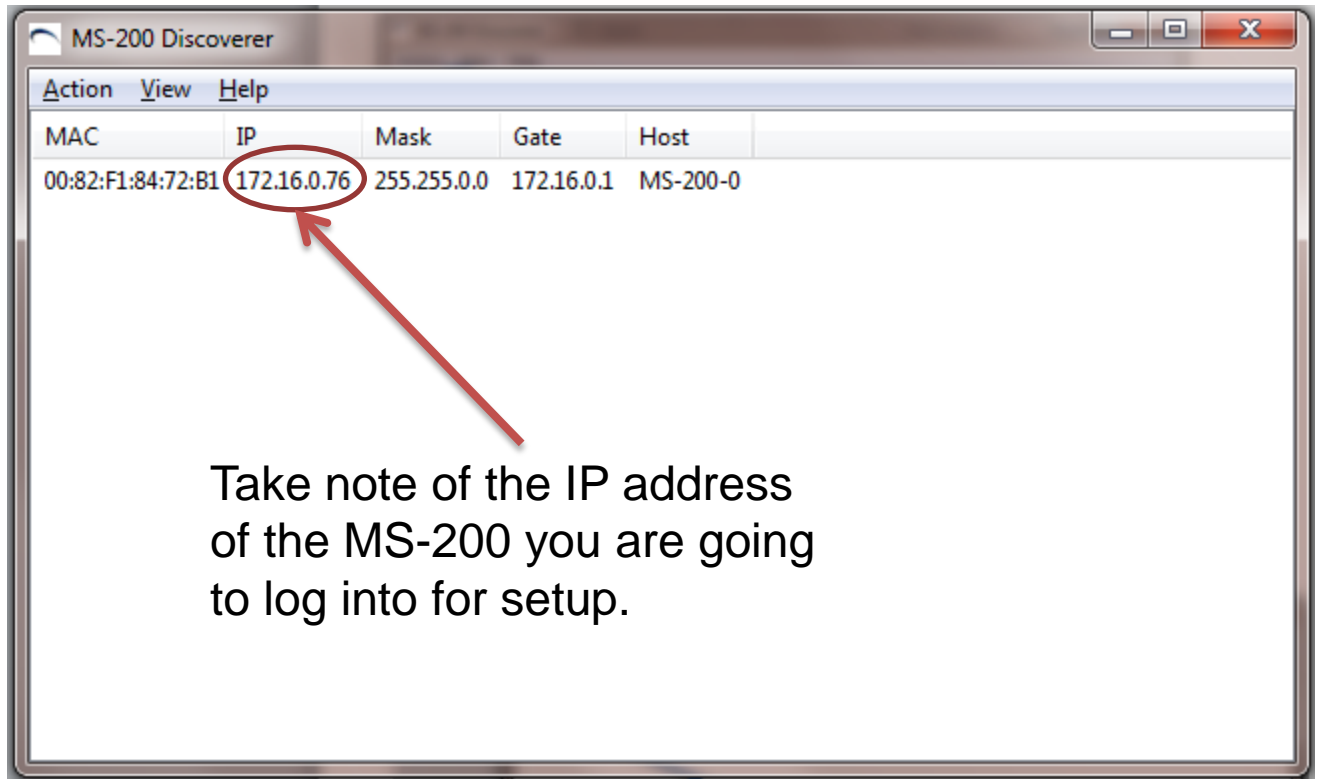 MS-200 Discoverer
Action View Help
MAC IP Mask Gate Host
00:82:F1:84:72:B1 172.16.0.76 255.255.0.0 172.16.0.1 MS-200-0
Take note of the IP address
of the MS-200 you are going
to log into for setup.